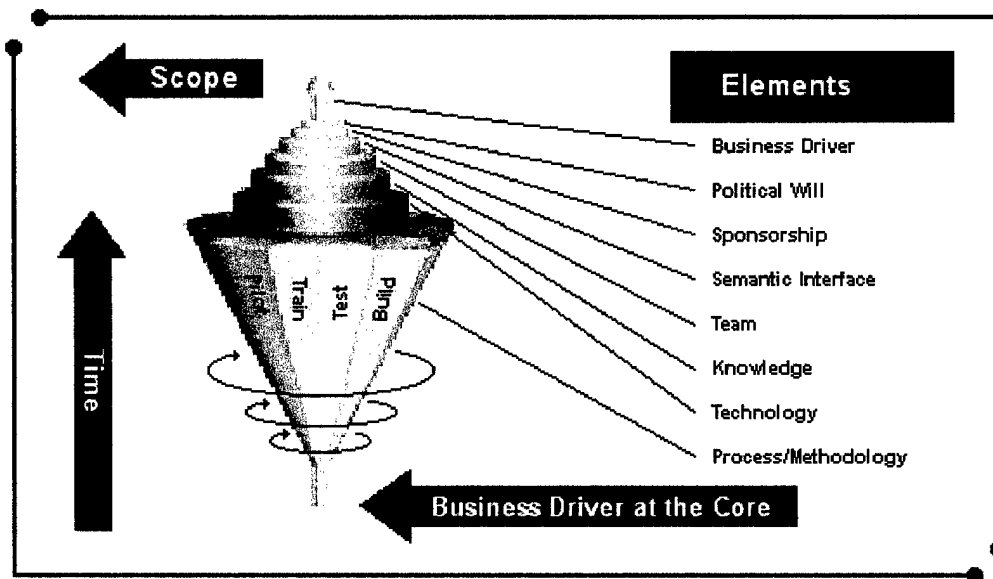 Scope
Elements
Business Driver
Political Will
Sponsorship
Semantic Interface
Team
Knowledge
Technology
Process/Methodology
Pilot
Train
Test
Build
Time
Business Driver at the Core